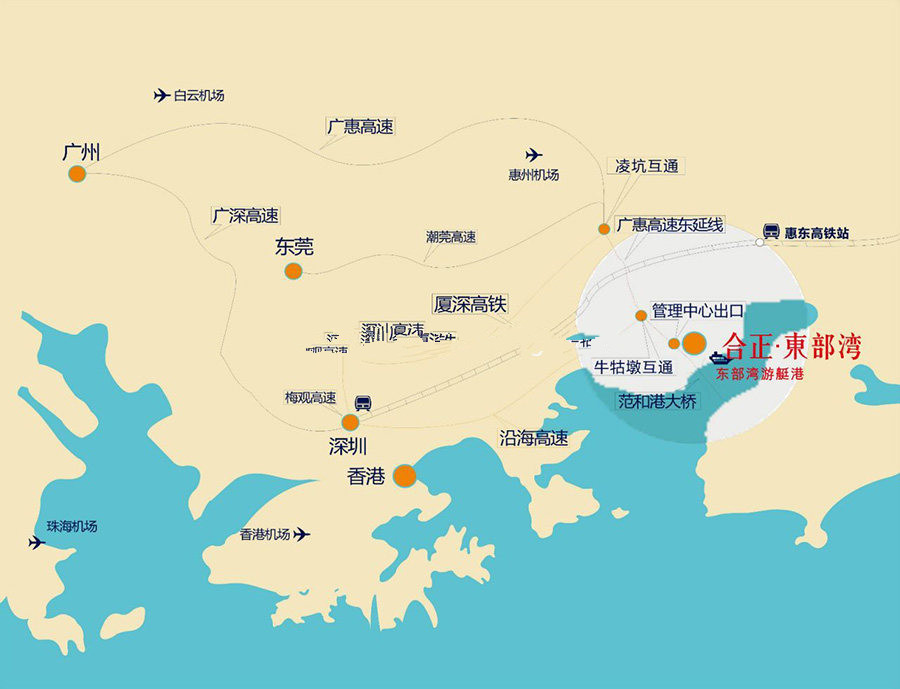 白云机场
广惠高速
广州
惠州机场
凌坑互通
广深高速
广惠高速东延线
惠东高铁站
潮莞高速
东莞
厦深高铁
管理中心出口
合正·東部湾
东部湾游艇港
牛牯墩互通
范和港大桥
梅观高速
深圳
沿海高速
香港
珠海机场
香港机场